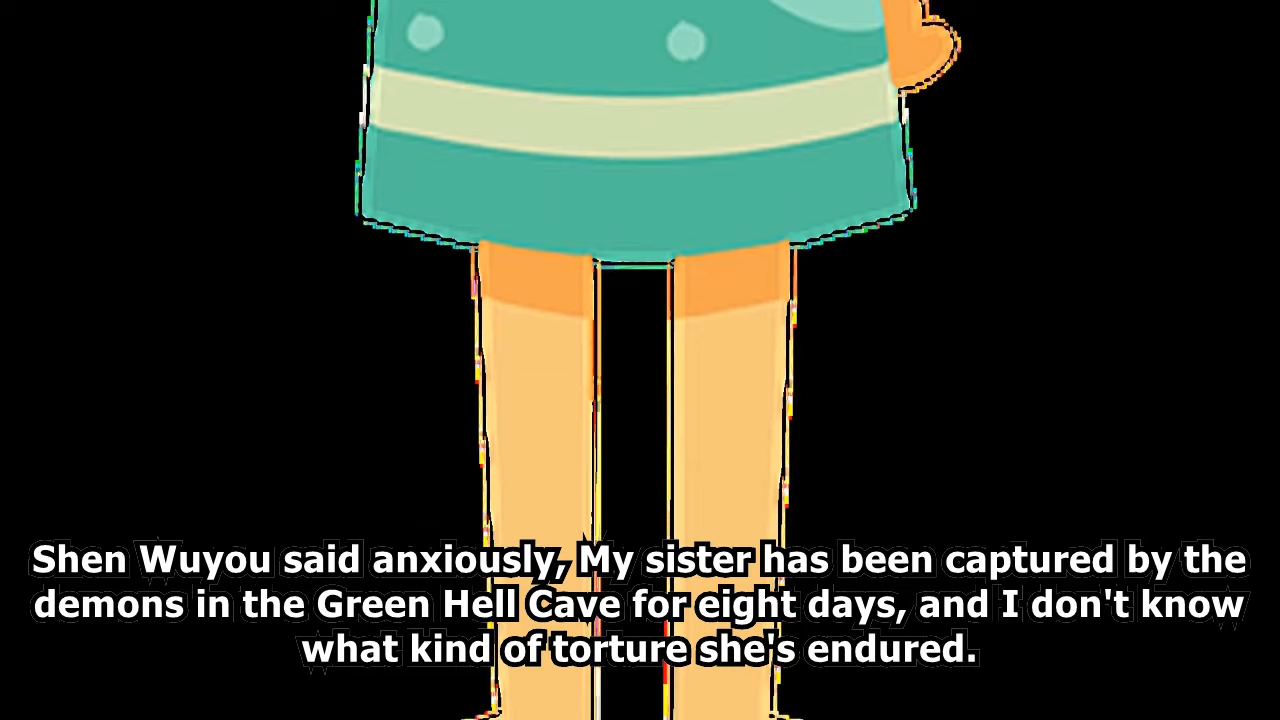 Shen Wuyou said anxiously, My sister has been captured by the
demons in the Green Hell Cave for eight days, and I don't know
what kind of torture she's endured.